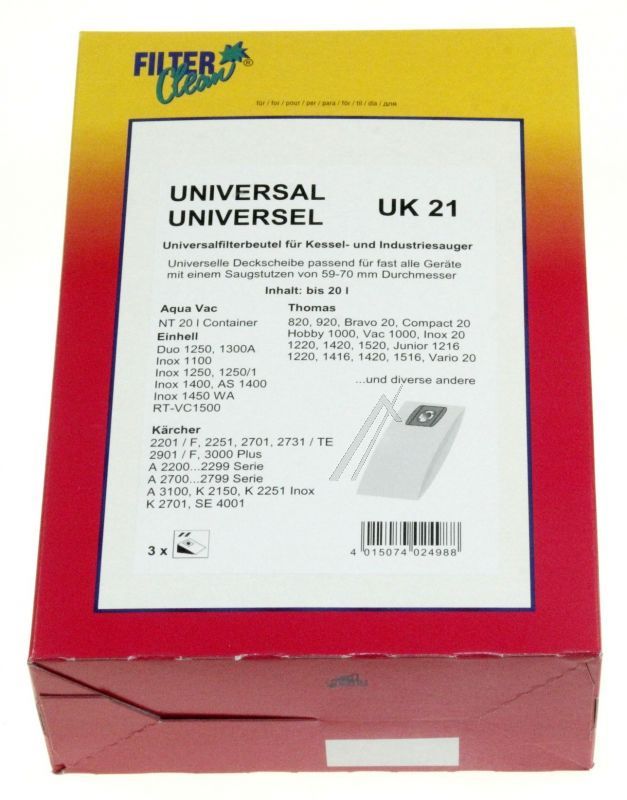 FILTER
Clean®
für / for / pour / per / para / för / til / dla / для
UNIVERSAL
UNIVERSEL
UK 21
Universalfilterbeutel für Kessel- und Industriesauger
Universelle Deckscheibe passend für fast alle Geräte
mit einem Saugstutzen von 59-70 mm Durchmesser
Inhalt: bis 20 l
Aqua Vac
NT 20 l Container
Einhell
Duo 1250, 1300A
Inox 1100
Inox 1250, 1250/1
Inox 1400, AS 1400
Inox 1450 WA
RT-VC1500
Kärcher
2201 / F, 2251, 2701, 2731 / TE
2901 / F, 3000 Plus
A 2200...2299 Serie
A 2700...2799 Serie
A 3100, K 2150, K 2251 Inox
K 2701, SE 4001
Thomas
820, 920, Bravo 20, Compact 20
Hobby 1000, Vac 1000, Inox 20
1220, 1420, 1520, Junior 1216
1220, 1416, 1420, 1516, Vario 20
...und diverse andere
3 x
4 015074 024988